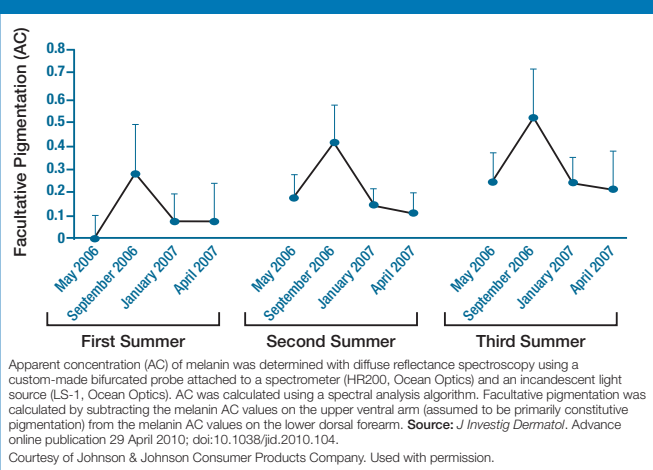 Facultative Pigmentation (AC)
0.8
0.7
0.6
0.5
0.4
0.3
0.2
0.1
0
May 2006
September 2006
January 2007
April 2007
May 2006
September 2006
January 2007
April 2007
May 2006
September 2006
January 2007
April 2007
First Summer
Second Summer
Third Summer
Apparent concentration (AC) of melanin was determined with diffuse reflectance spectroscopy using a
custom-made bifurcated probe attached to a spectrometer (HR200, Ocean Optics) and an incandescent light
source (LS-1, Ocean Optics). AC was calculated using a spectral analysis algorithm. Facultative pigmentation was
calculated by subtracting the melanin AC values on the upper ventral arm (assumed to be primarily constitutive
pigmentation) from the melanin AC values on the lower dorsal forearm. Source: J Investig Dermatol. Advance
online publication 29 April 2010; doi:10.1038/jid.2010.104.
Courtesy of Johnson & Johnson Consumer Products Company. Used with permission.